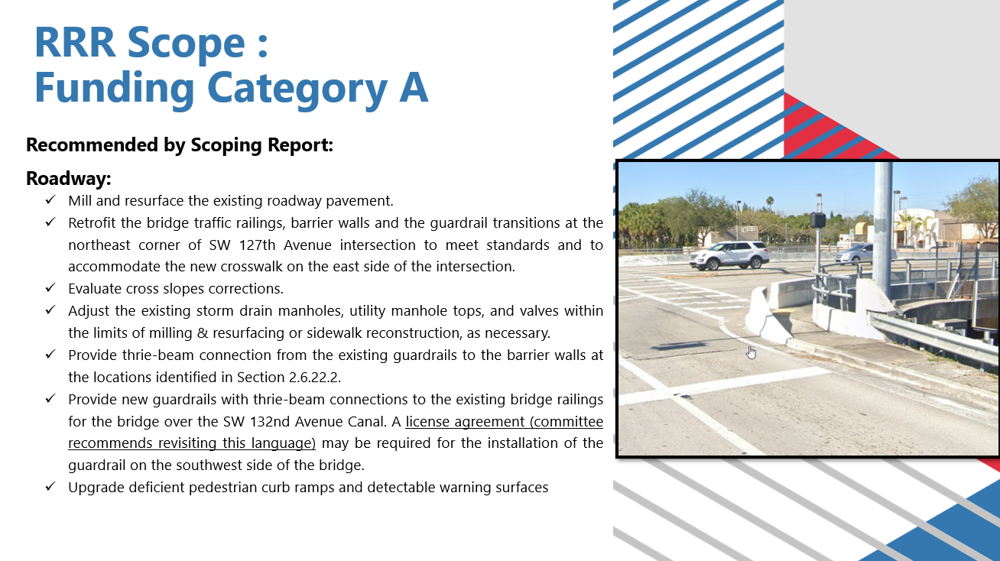 RRR Scope :
Funding Category A
Recommended by Scoping Report:
Roadway:
✓ Mill and resurface the existing roadway pavement.
✓ Retrofit the bridge traffic railings, barrier walls and the guardrail transitions at the
northeast corner of SW 127th Avenue intersection to meet standards and to
accommodate the new crosswalk on the east side of the intersection.
✓ Evaluate cross slopes corrections.
✓ Adjust the existing storm drain manholes, utility manhole tops, and valves within
the limits of milling & resurfacing or sidewalk reconstruction, as necessary.
✓ Provide thrie-beam connection from the existing guardrails to the barrier walls at
the locations identified in Section 2.6.22.2.
✓ Provide new guardrails with thrie-beam connections to the existing bridge railings
for the bridge over the SW 132nd Avenue Canal. A license agreement (committee
recommends revisiting this language) may be required for the installation of the
guardrail on the southwest side of the bridge.
✓ Upgrade deficient pedestrian curb ramps and detectable warning surfaces